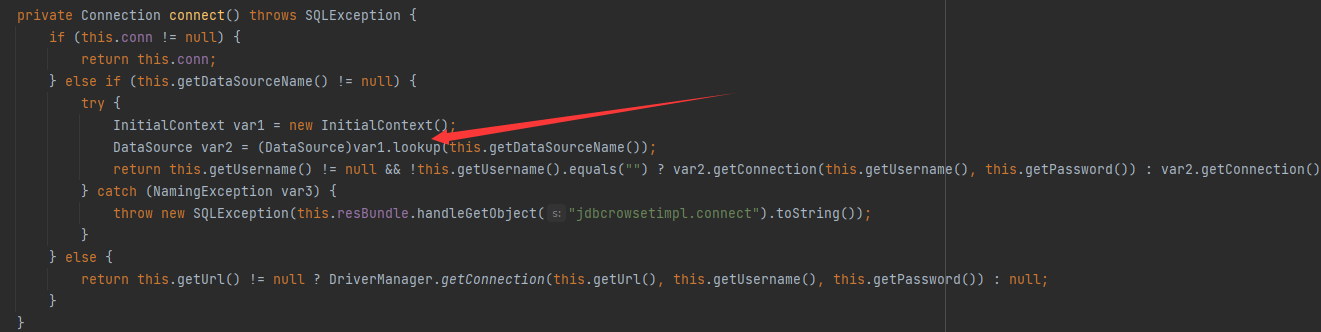 private Connection connect() throws SQLException {
if (this.conn != null) {
return this.conn;
} else if (this.getDataSourceName() != null) {
try {
InitialContext var1 = new InitialContext();
DataSource var2 = (DataSource)var1.lookup(this.getDataSourceName());
return this.getUsername() != null && !this.getUsername().equals("") ? var2.getConnection(this.getUsername(), this.getPassword()) : var2.getConnection()
} catch (NamingException var3) {
throw new SQLException(this.resBundle.handleGetObject( s: "jdbcrowsetimpl.connect").toString());
}
} else {
return this.getUrl() != null ? DriverManager.getConnection(this.getUrl(), this.getUsername(), this.getPassword()) : null;
}
}